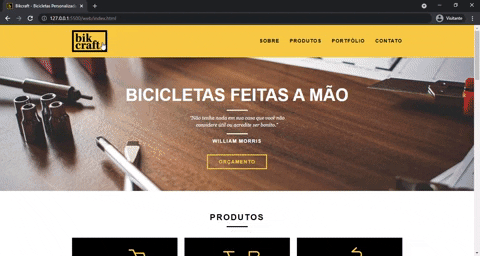 Bikcraft - Bicicletas Personalizadas
127.0.0.1:5500/web/index.html
Visitante
bik
craft
SOBRE PRODUTOS PORTFÓLIO CONTATO
BICICLETAS FEITAS A MÃO
"Não tenha nada em sua casa que você não
considere útil ou acredita ser bonito."
WILLIAM MORRIS
ORÇAMENTO
PRODUTOS